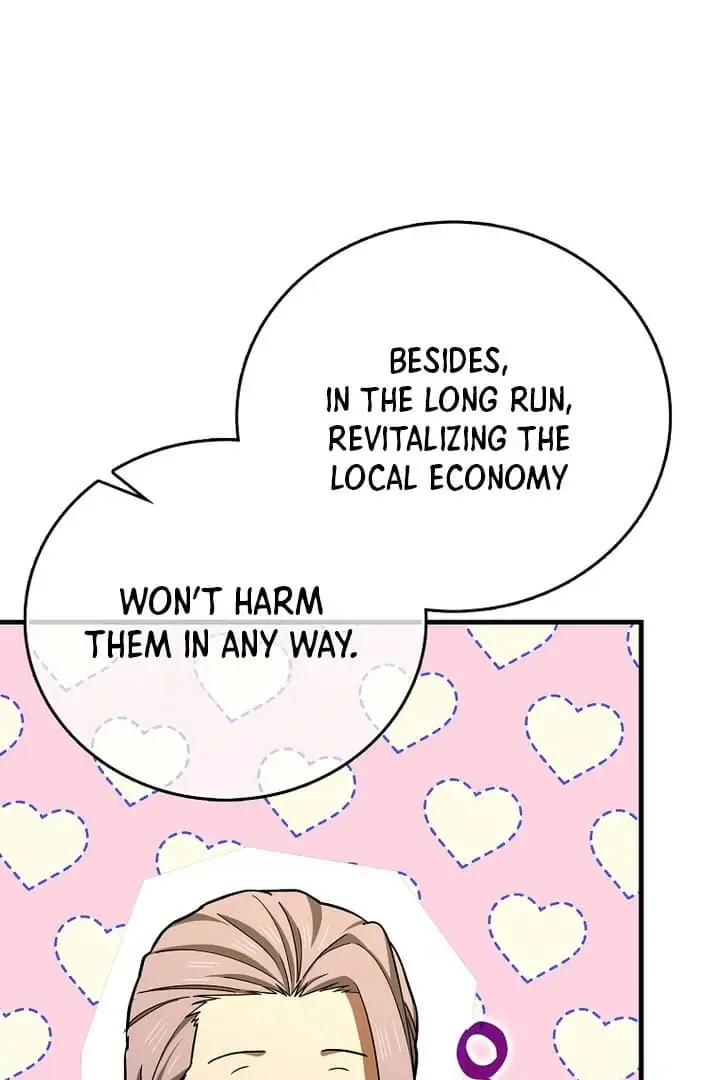 BESIDES,
IN THE LONG RUN,
REVITALIZING THE
LOCAL ECONOMY
WON'T HARM
THEM IN ANY WAY.